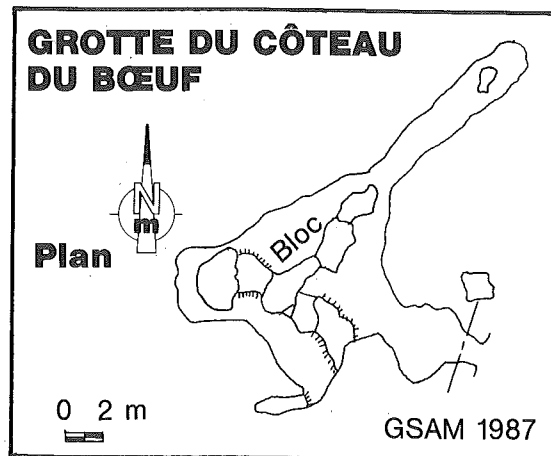 GROTTE DU CÔTEAU
DU BŒUF
N
m
Plan
Bloc
0 2 m
GSAM 1987